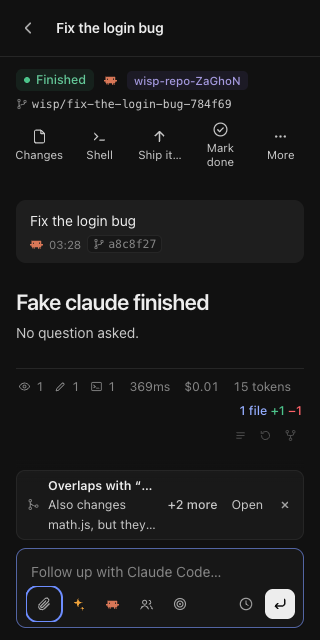 Fix the login bug
Finished
wisp-repo-ZaGhoN
wisp/fix-the-login-bug-784f69
Changes
Shell
Ship it...
Mark
done
More
Fix the login bug
03:28 a8c8f27
Fake claude finished
No question asked.
1 1 1 369ms $0.01 15 tokens
1 file +1 −1
Overlaps with “...
Also changes
math.js, but they...
+2 more Open ×
Follow up with Claude Code...